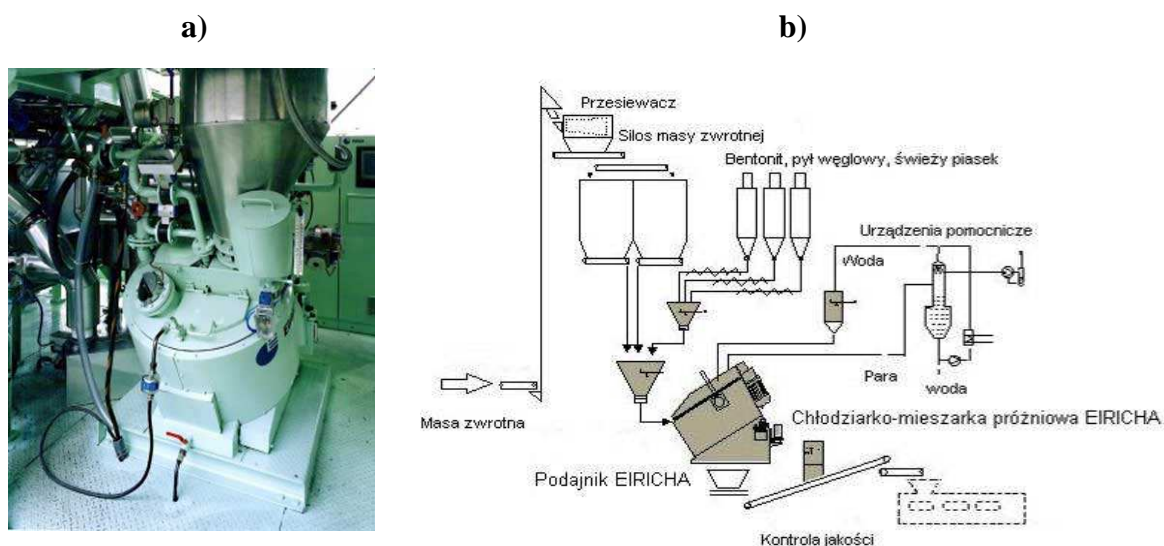 a)
b)
Przesiewacz
Silos masy zwrotnej
Bentonit, pył węglowy, świeży piasek
Urządzenia pomocnicze
Woda
Para
woda
Masa zwrotna
Chłodziarko-mieszarka próżniowa EIRICHA
Podajnik EIRICHA
Kontrola jakości